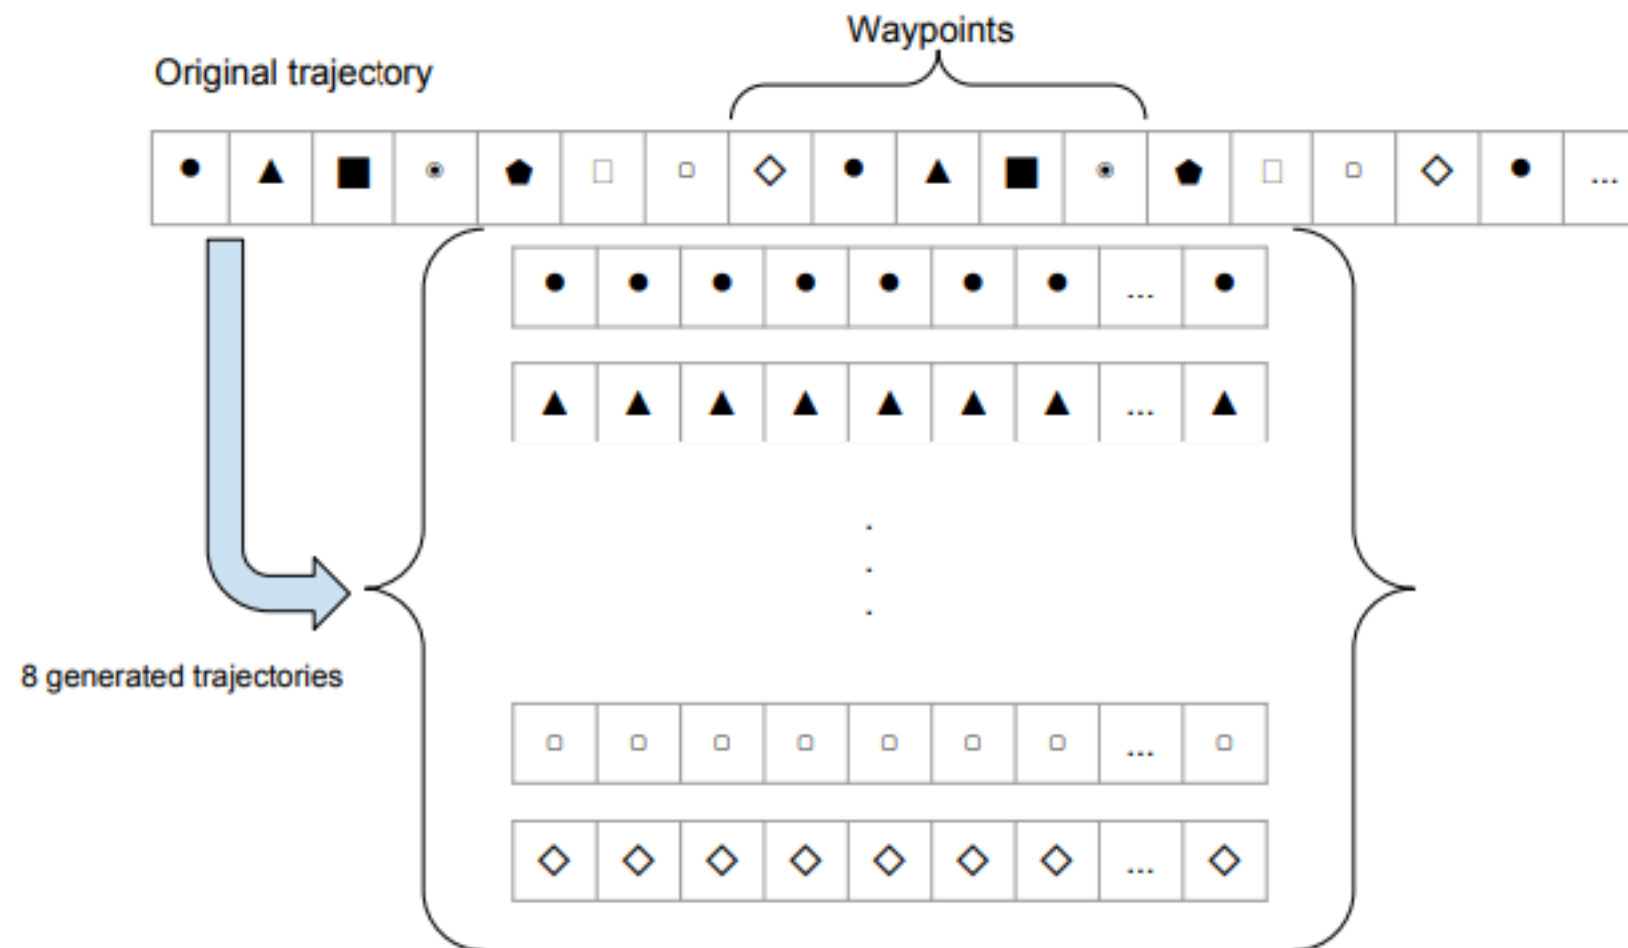 Waypoints
Original trajectory
...
...
...
8 generated trajectories
...
...